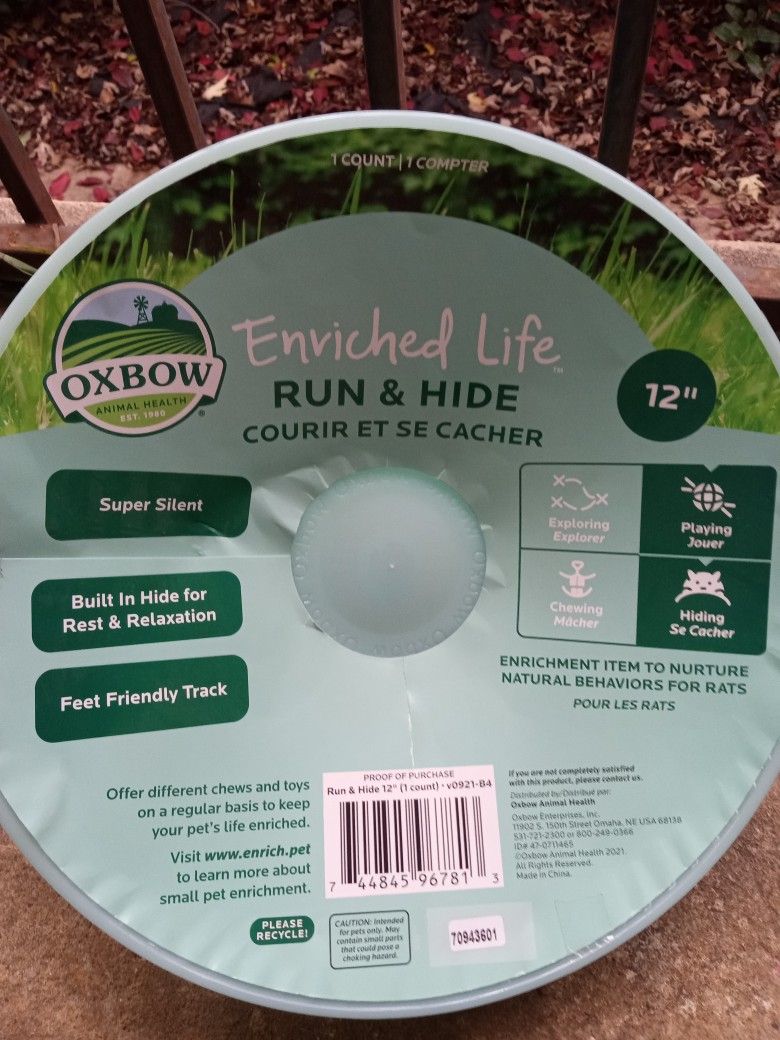 1 COUNT | 1 COMPTER
OXBOW
ANIMAL HEALTH
EST. 1980
®
Enriched Life™
RUN & HIDE
COURIR ET SE CACHER
12"
Super Silent
Built In Hide for
Rest & Relaxation
Feet Friendly Track
Exploring
Explorer
Playing
Jouer
Chewing
Mâcher
Hiding
Se Cacher
ENRICHMENT ITEM TO NURTURE
NATURAL BEHAVIORS FOR RATS
POUR LES RATS
Offer different chews and toys
on a regular basis to keep
your pet's life enriched.
Visit www.enrich.pet
to learn more about
small pet enrichment.
PLEASE
RECYCLE!
PROOF OF PURCHASE
Run & Hide 12" (1 count) • v0921-B4
7 44845 96781 3
CAUTION: Intended
for pets only. May
contain small parts
that could pose a
choking hazard.
70943601
If you are not completely satisfied
with this product, please contact us.
Distributed by/Distribué par:
Oxbow Animal Health
Oxbow Enterprises, Inc.
11902 S. 150th Street Omaha, NE USA 68138
531-721-2300 or 800-249-0366
ID# 47-0711465
©Oxbow Animal Health 2021.
All Rights Reserved.
Made in China.